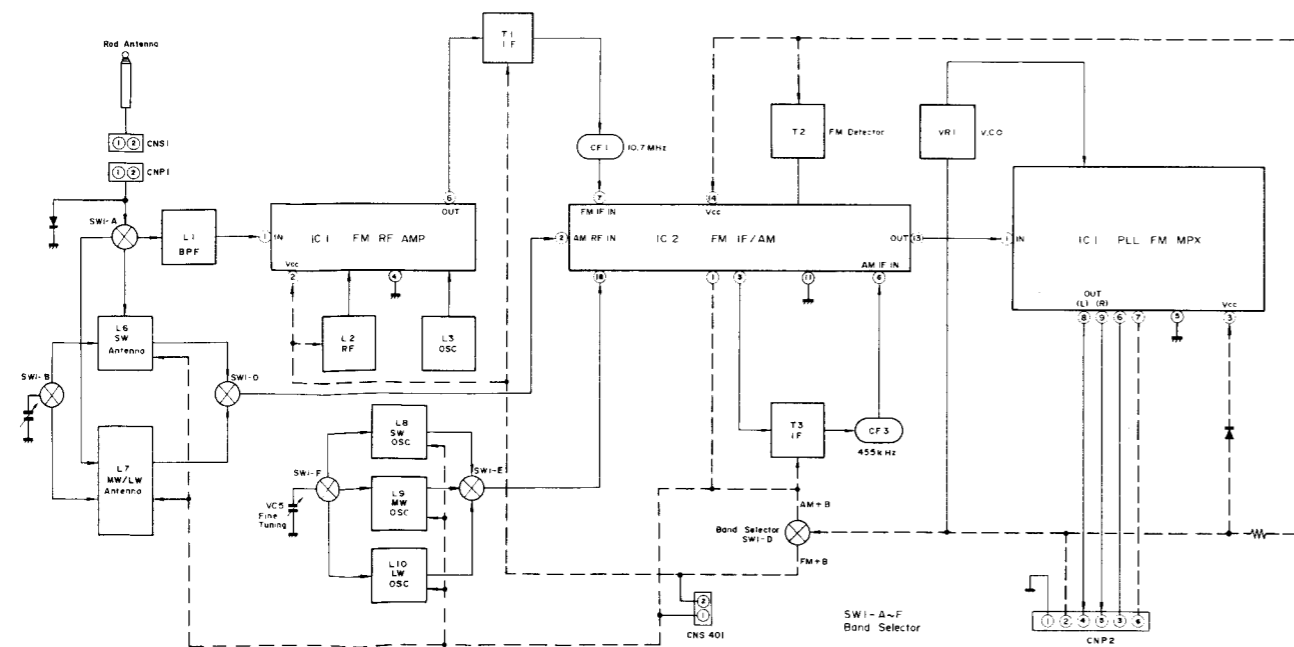 Rod Antenna
① ② CNS1
① ② CNP1
SW1-A
L1
BPF
T1
IF
CF1
10.7MHz
① IN
⑥
OUT
IC1 FM RF AMP
Vcc
②
④
L2
RF
L3
OSC
L6
SW
Antenna
SW1-B
SW1-D
L7
MW/LW
Antenna
L8
SW
OSC
SW1-F
VC5
Fine
Tuning
L9
MW
OSC
SW1-E
L10
LW
OSC
⑦
FM IF IN
⑭
Vcc
② AM RF IN
IC2 FM IF/AM
OUT ⑬
AM IF IN
⑱
①
③
⑪
⑥
T2
FM Detector
VR1
V.CO
T3
IF
CF3
455kHz
AM+B
Band Selector
SW1-D
FM+B
②
①
CNS 401
① IN
IC1 PLL FM MPX
OUT
(L) (R)
Vcc
⑧ ⑨ ⑥ ⑦ ⑤ ③
SW1-A~F
Band Selector
① ② ④ ⑤ ③ ⑥
CNP2